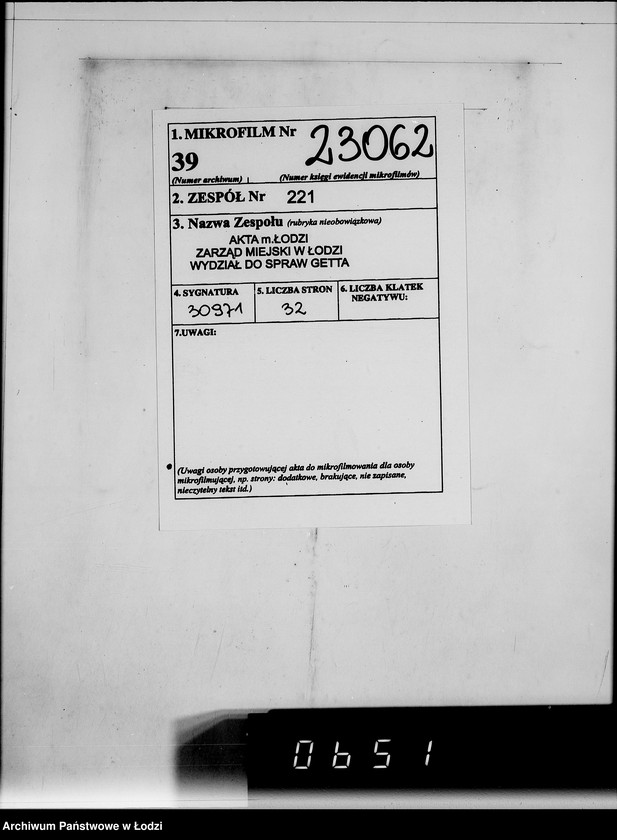 1. MIKROFILM Nr 23062
39
(Numer archiwum) (Numer księgi ewidencji mikrofilmów)
2. ZESPÓŁ Nr 221
3. Nazwa Zespołu (rubryka nieobowiązkowa)
AKTA m.ŁODZI
ZARZĄD MIEJSKI W ŁODZI
WYDZIAŁ DO SPRAW GETTA
4. SYGNATURA 5. LICZBA STRON 6. LICZBA KLATEK
NEGATYWU:
30971 32
7.UWAGI:
(Uwagi osoby przygotowującej akta do mikrofilmowania dla osoby
mikrofilmującej, np. strony: dodatkowe, brakujące, nie zapisane,
nieczytelny tekst itd.)
0651
Archiwum Państwowe w Łodzi